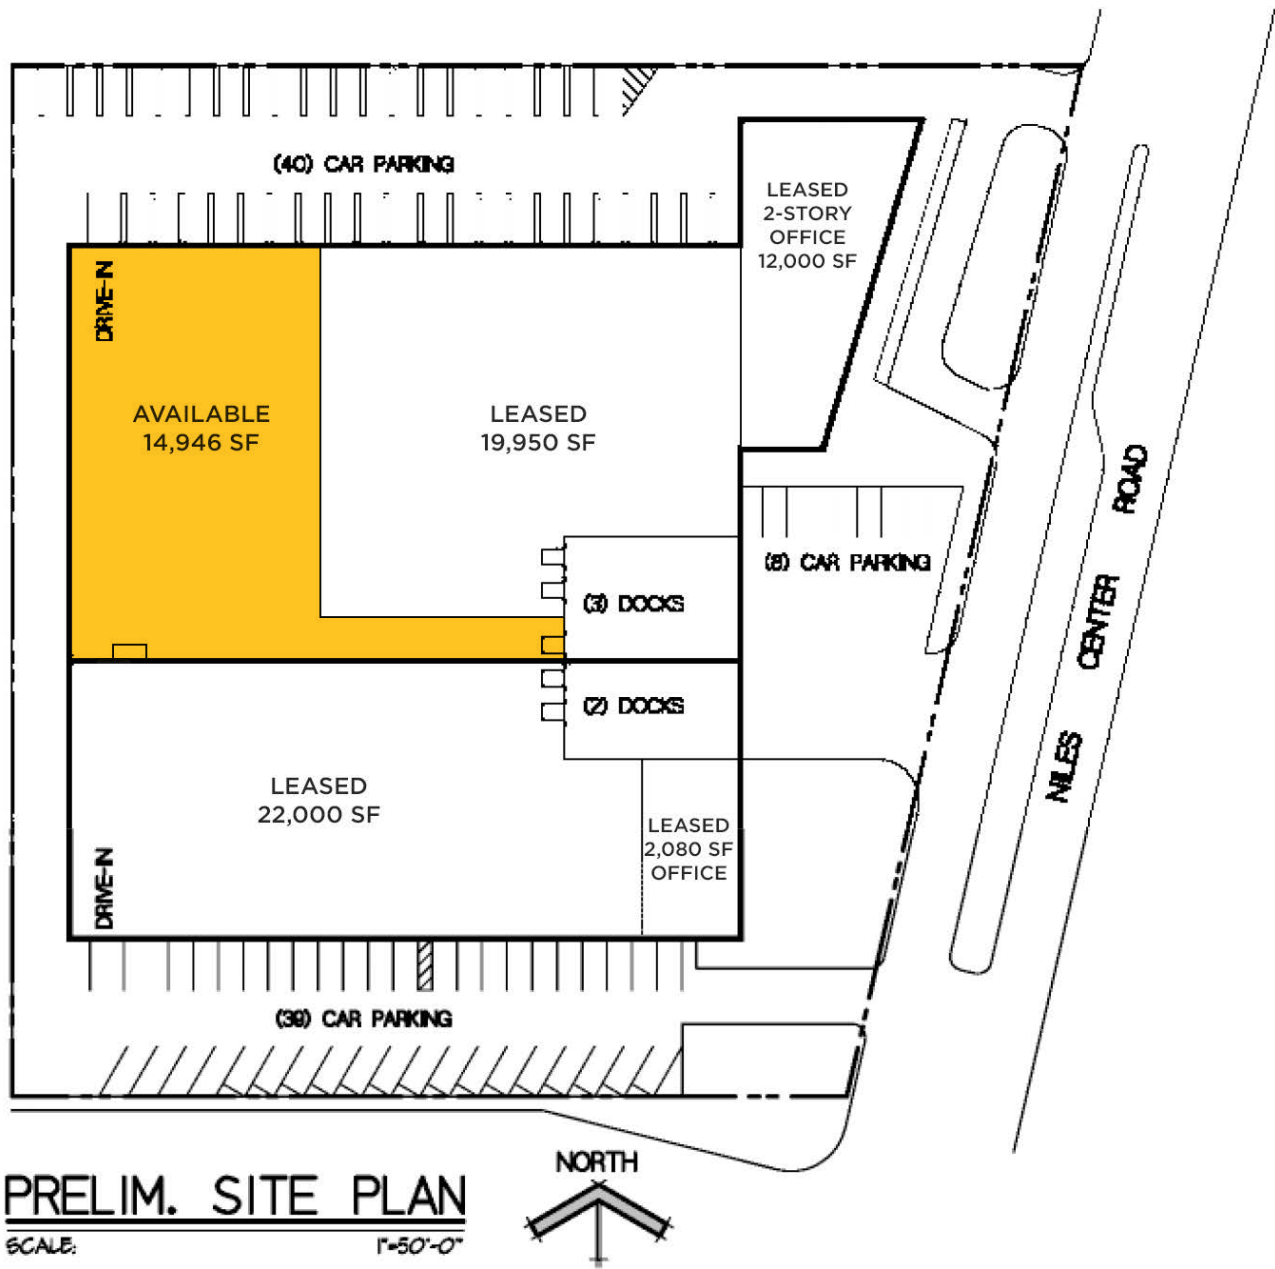 (40) CAR PARKING
LEASED
2-STORY
OFFICE
12,000 SF
DRIVE-IN
AVAILABLE
14,946 SF
LEASED
19,950 SF
(3) DOCKS
(8) CAR PARKING
(2) DOCKS
NILES CENTER ROAD
LEASED
22,000 SF
LEASED
2,080 SF
OFFICE
DRIVE-IN
(39) CAR PARKING
NORTH
PRELIM. SITE PLAN
SCALE: 1"=50'-0"